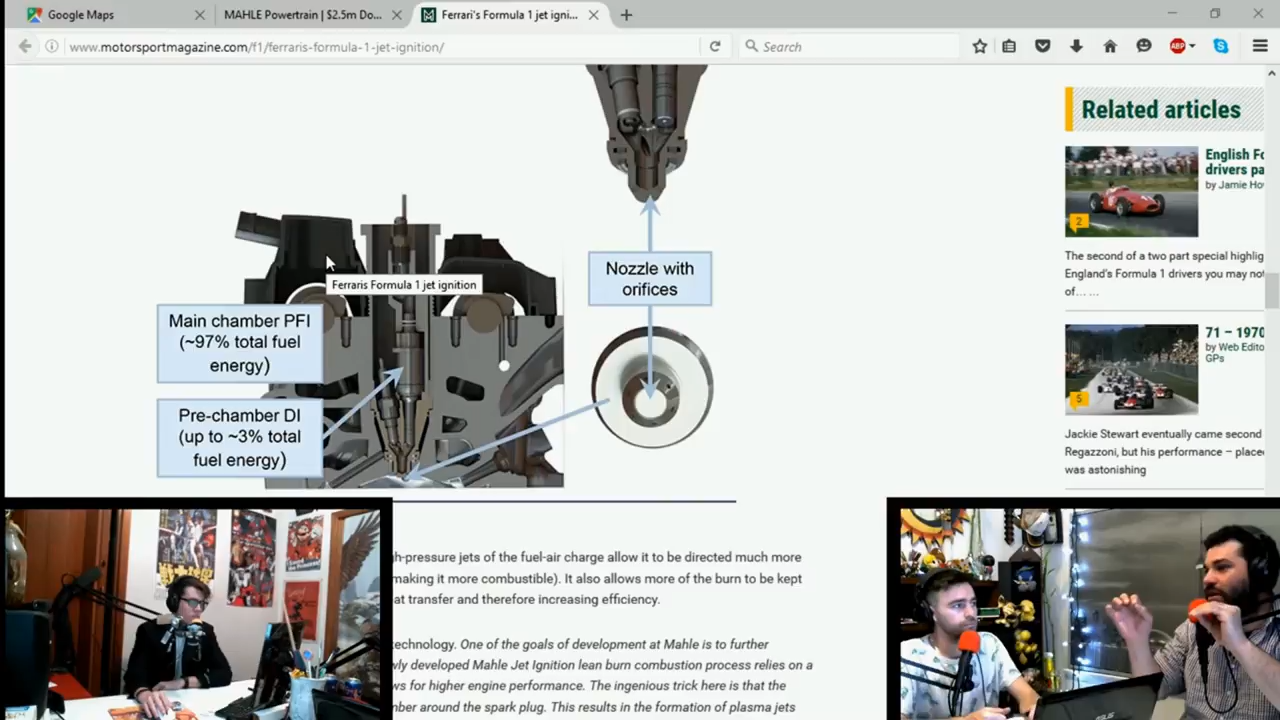 Google Maps
MAHLE Powertrain | $2.5m Do...
Ferrari's Formula 1 jet igni...
www.motorsportmagazine.com/f1/ferraris-formula-1-jet-ignition/
Search
ABP
Related articles
English Fo
drivers pa
by Jamie Ho
2
The second of a two part special highlig
England's Formula 1 drivers you may not
of... ...
71 – 1970
by Web Edito
GPs
5
Jackie Stewart eventually came second
Regazzoni, but his performance – place
was astonishing
Nozzle with
orifices
Ferraris Formula 1 jet ignition
Main chamber PFI
(~97% total fuel
energy)
Pre-chamber DI
(up to ~3% total
fuel energy)
gh-pressure jets of the fuel-air charge allow it to be directed much more
making it more combustible). It also allows more of the burn to be kept
at transfer and therefore increasing efficiency.
technology. One of the goals of development at Mahle is to further
wly developed Mahle Jet Ignition lean burn combustion process relies on a
ws for higher engine performance. The ingenious trick here is that the
mber around the spark plug. This results in the formation of plasma jets